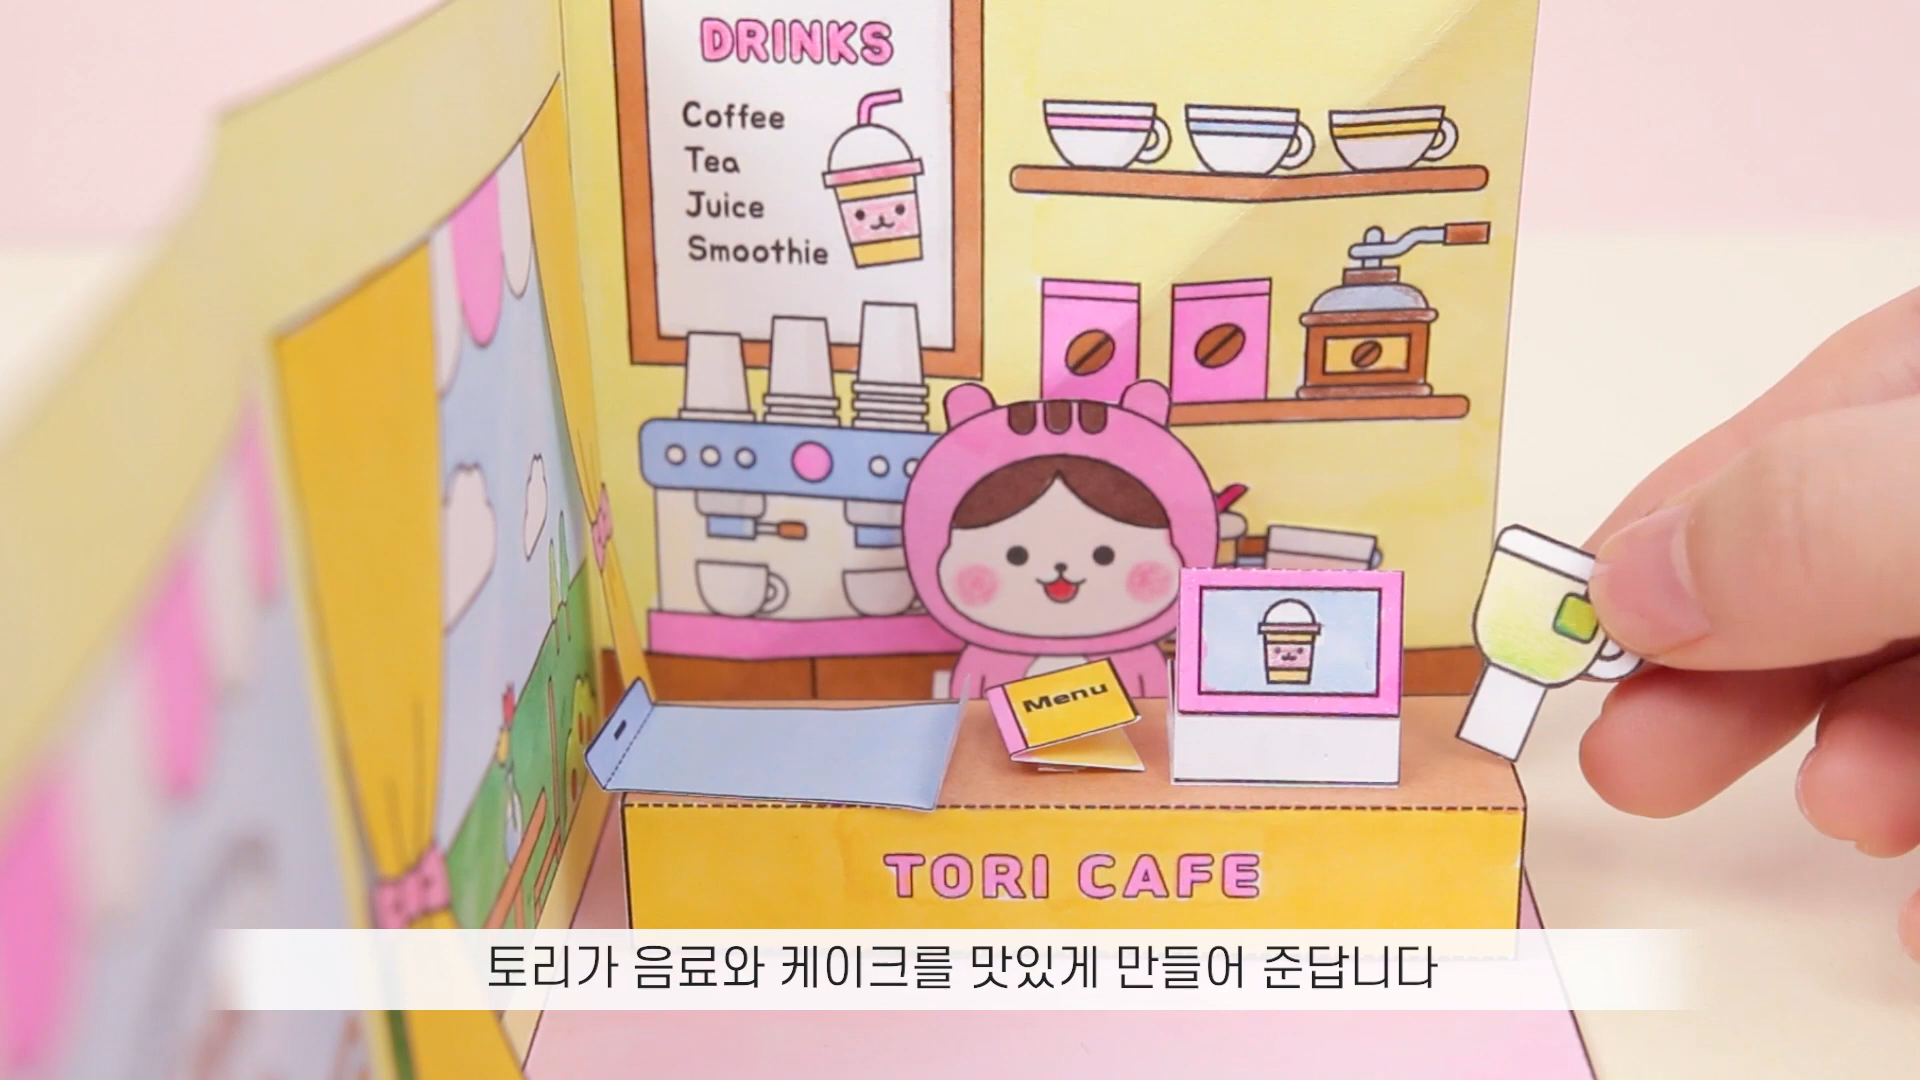 DRINKS
Coffee
Tea
Juice
Smoothie
Menu
TORI CAFE
토리가 음료와 케이크를 맛있게 만들어 준답니다